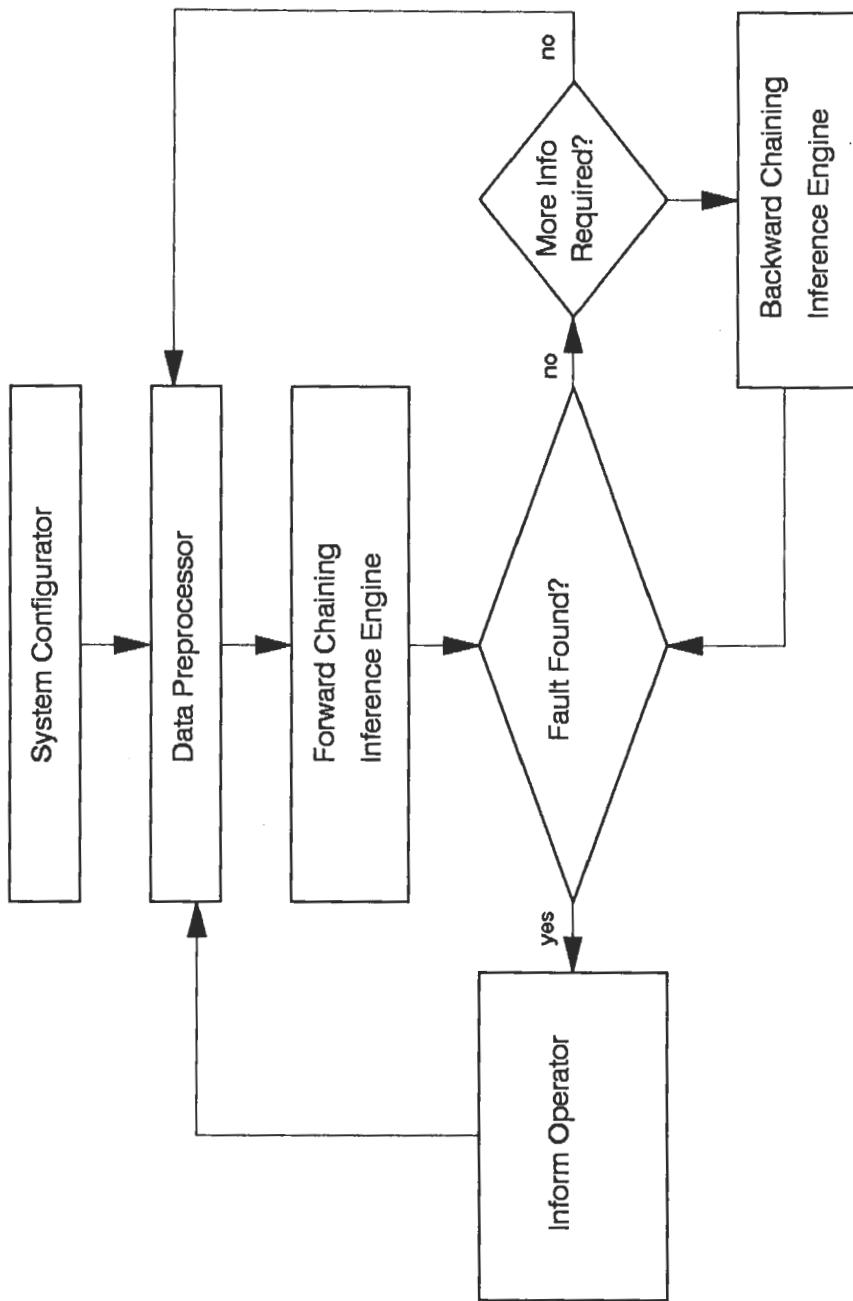 System Configurator
Data Preprocessor
Forward Chaining
Inference Engine
Fault Found?
yes
Inform Operator
no
More Info
Required?
no
Backward Chaining
Inference Engine